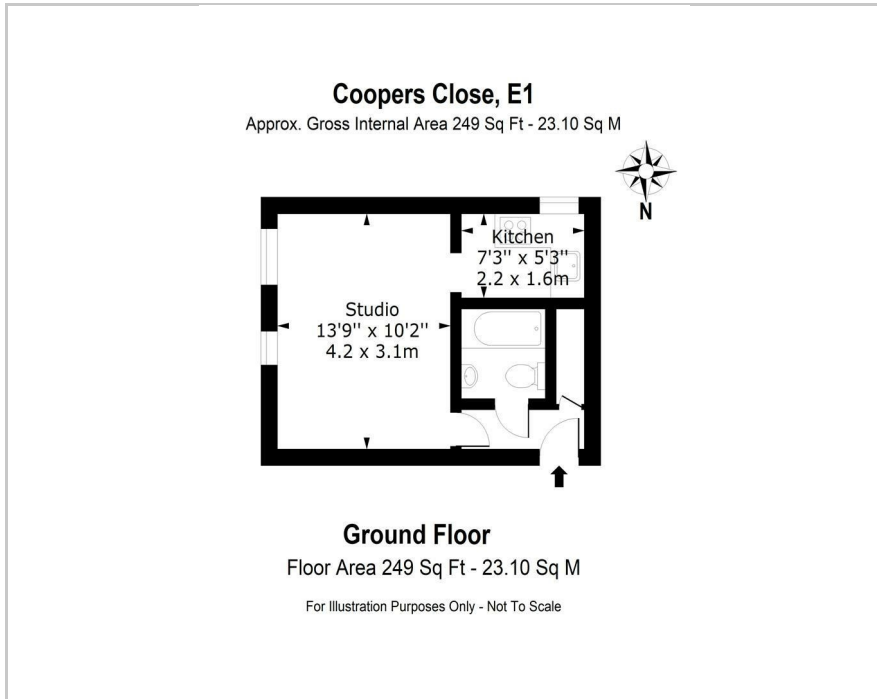 Coopers Close, E1
Approx. Gross Internal Area 249 Sq Ft - 23.10 Sq M
N
Kitchen
7'3" x 5'3"
2.2 x 1.6m
Studio
13'9" x 10'2"
4.2 x 3.1m
Ground Floor
Floor Area 249 Sq Ft - 23.10 Sq M
For Illustration Purposes Only - Not To Scale